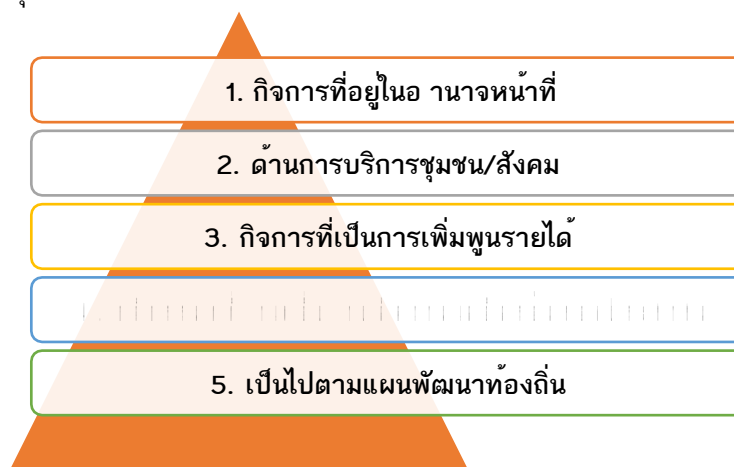 1. กิจการที่อยู่ในอ านาจหน้าที่
2. ด้านการบริการชุมชน/สังคม
3. กิจการที่เป็นการเพิ่มพูนรายได้
5. เป็นไปตามแผนพัฒนาท้องถิ่น